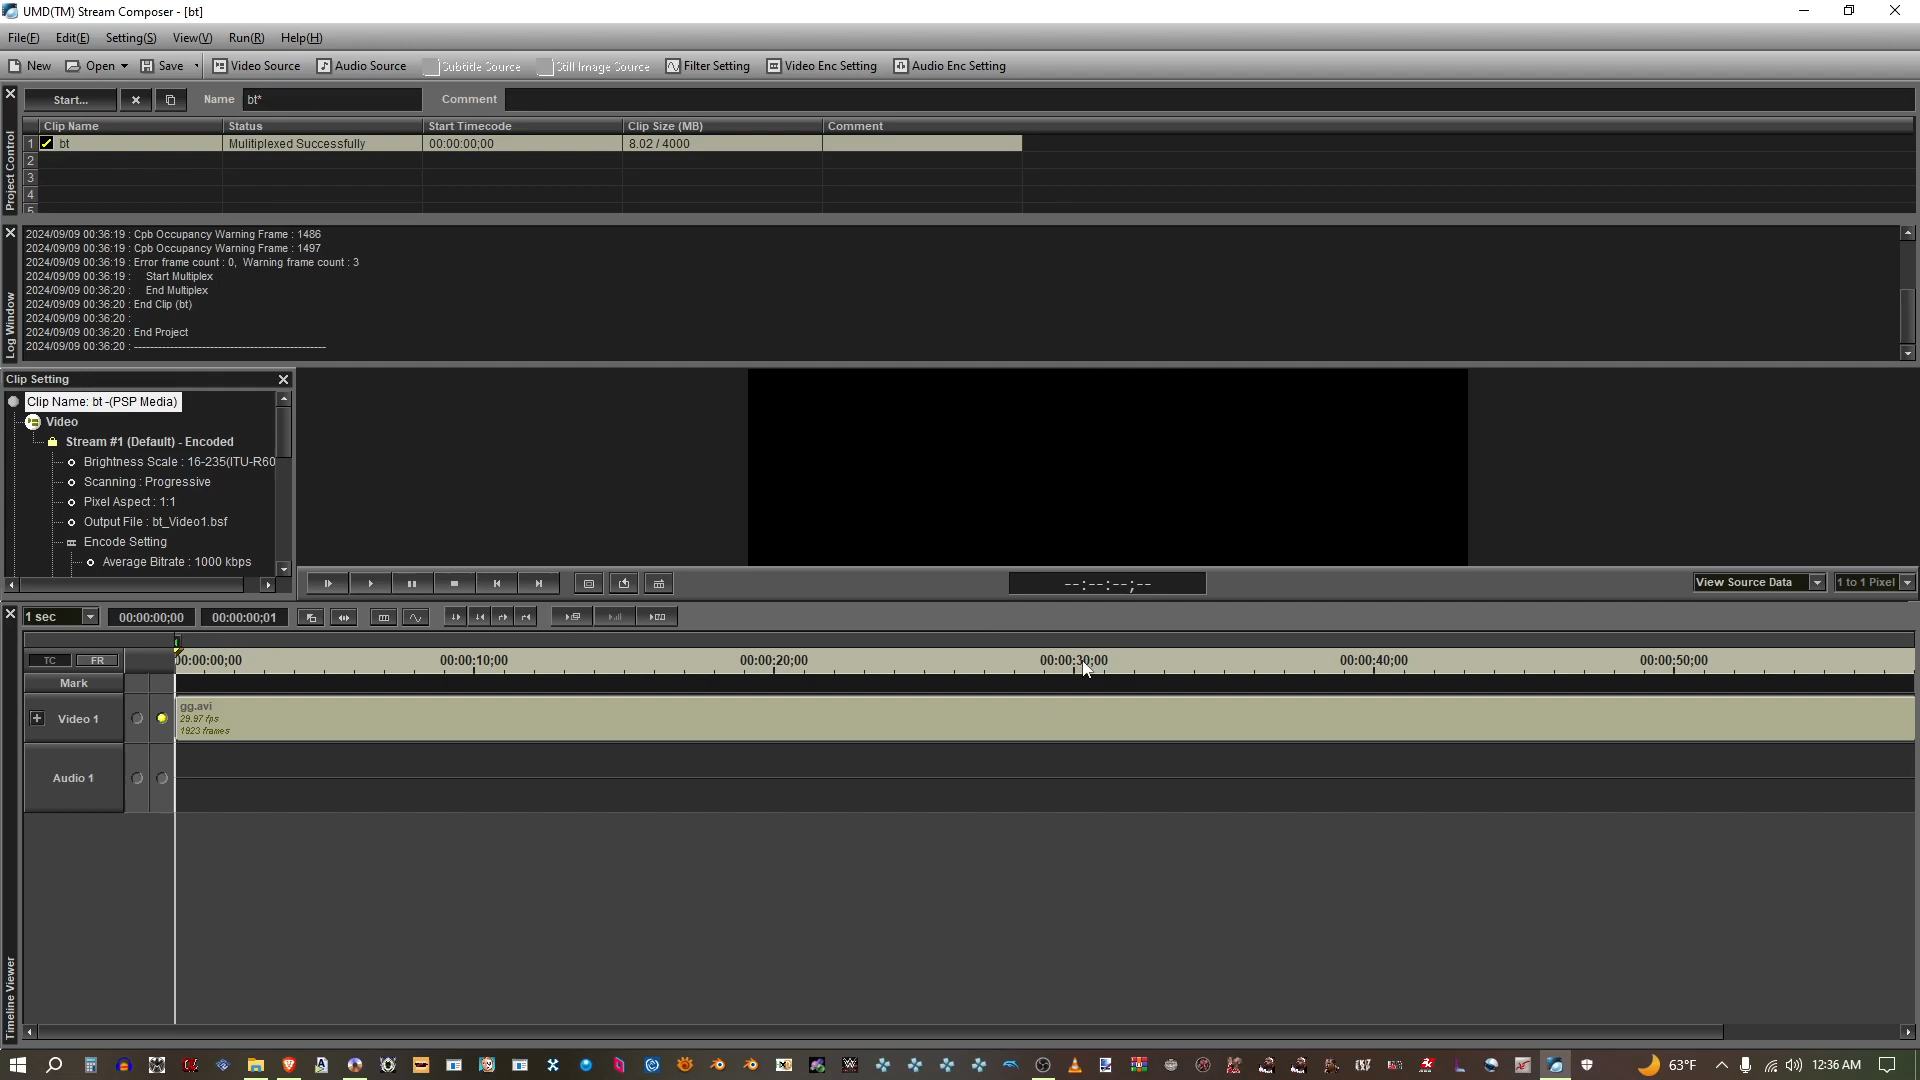 UMD(TM) Stream Composer - [bt]
File(F) Edit(E) Setting(S) View(V) Run(R) Help(H)
New Open Save Video Source Audio Source Subtitle Source Still Image Source Filter Setting Video Enc Setting Audio Enc Setting
Start... Name bt* Comment
Clip Name Status Start Timecode Clip Size (MB) Comment
1 bt Mulitiplexed Successfully 00:00:00;00 8.02 / 4000
2
3
4
5
Project Control
2024/09/09 00:36:19 : Cpb Occupancy Warning Frame : 1486
2024/09/09 00:36:19 : Cpb Occupancy Warning Frame : 1497
2024/09/09 00:36:19 : Error frame count : 0, Warning frame count : 3
2024/09/09 00:36:19 : Start Multiplex
2024/09/09 00:36:20 : End Multiplex
2024/09/09 00:36:20 : End Clip (bt)
2024/09/09 00:36:20 :
2024/09/09 00:36:20 : End Project
2024/09/09 00:36:20 : --------------------------------------------------
Log Window
Clip Setting
Clip Name: bt -(PSP Media)
Video
Stream #1 (Default) - Encoded
Brightness Scale : 16-235(ITU-R60
Scanning : Progressive
Pixel Aspect : 1:1
Output File : bt_Video1.bsf
Encode Setting
Average Bitrate : 1000 kbps
--:--:--;-- View Source Data 1 to 1 Pixel
1 sec 00:00:00;00 00:00:00;01
TC FR 00:00:00;00 00:00:10;00 00:00:20;00 00:00:30;00 00:00:40;00 00:00:50;00
Mark
Video 1
gg.avi
29.97 fps
1923 frames
Audio 1
Timeline Viewer
63°F 12:36 AM